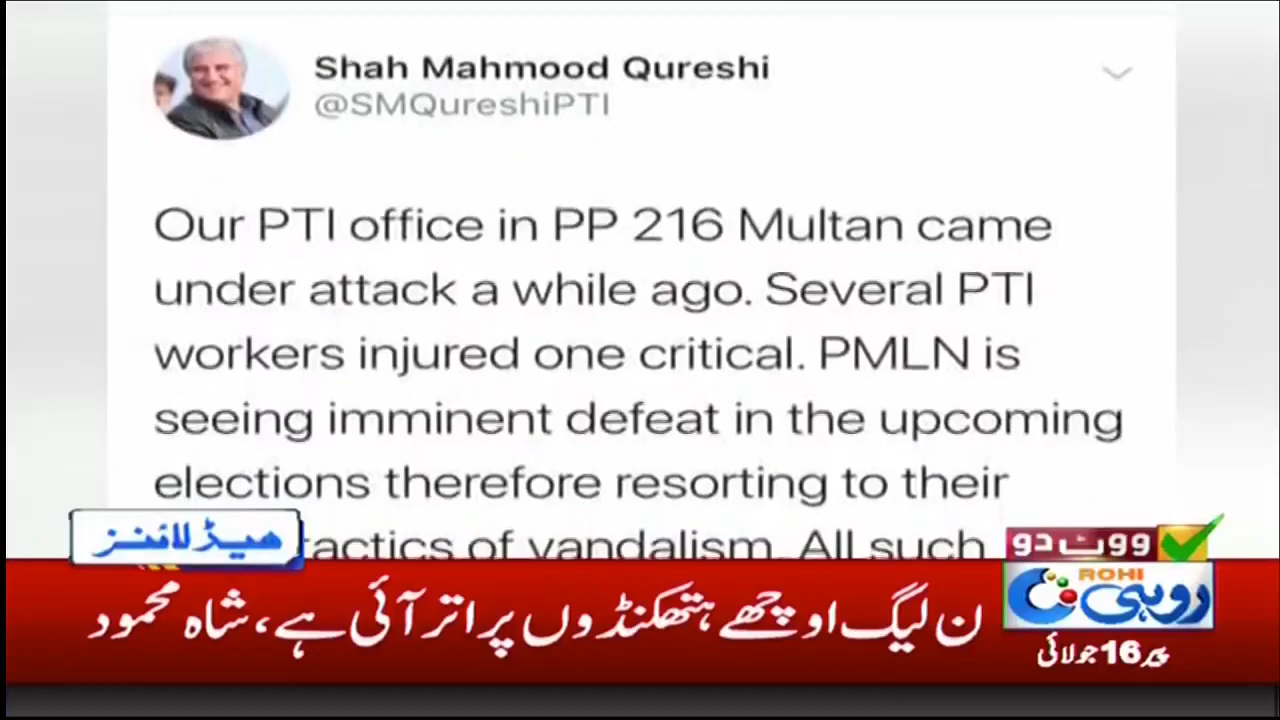 Shah Mahmood Qureshi
@SMQureshiPTI
Our PTI office in PP 216 Multan came
under attack a while ago. Several PTI
workers injured one critical. PMLN is
seeing imminent defeat in the upcoming
elections therefore resorting to their
tactics of vandalism. All such
ہیڈلائنز
ووٹ دو
ROHI
روہی
ن لیگ اوچھے ہتھکنڈوں پر اتر آئی ہے، شاہ محمود
پیر 16 جولائی